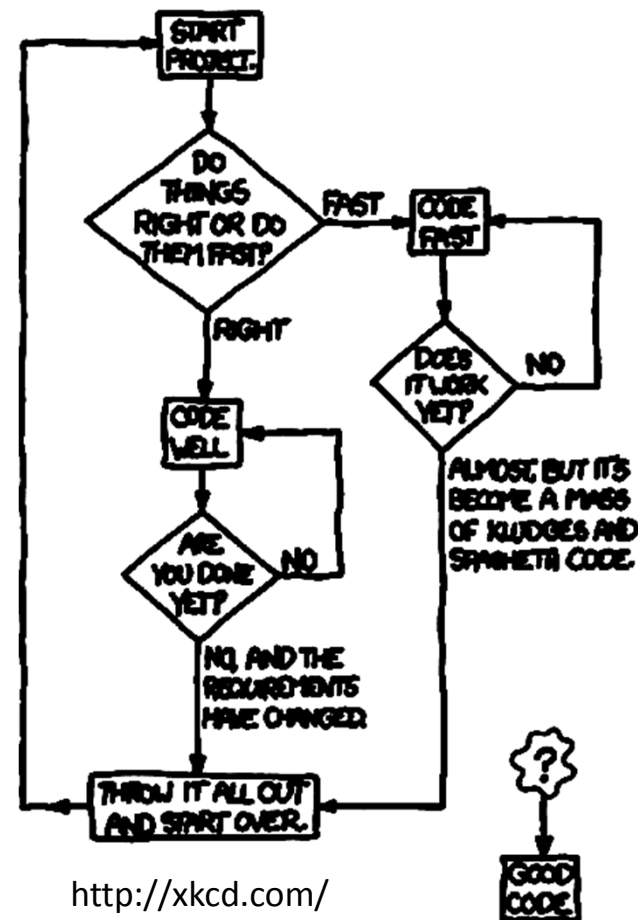 START
PROJECT.
DO
THINGS
RIGHT OR DO
THEM FAST?
FAST
CODE
FAST
RIGHT
DOES
IT WORK
YET?
NO
CODE
WELL
ALMOST, BUT IT'S
BECOME A MASS
OF KLUDGES AND
SPAGHETTI CODE.
ARE
YOU DONE
YET?
NO
NO, AND THE
REQUIREMENTS
HAVE CHANGED.
THROW IT ALL OUT
AND START OVER.
?
GOOD
CODE.
http://xkcd.com/